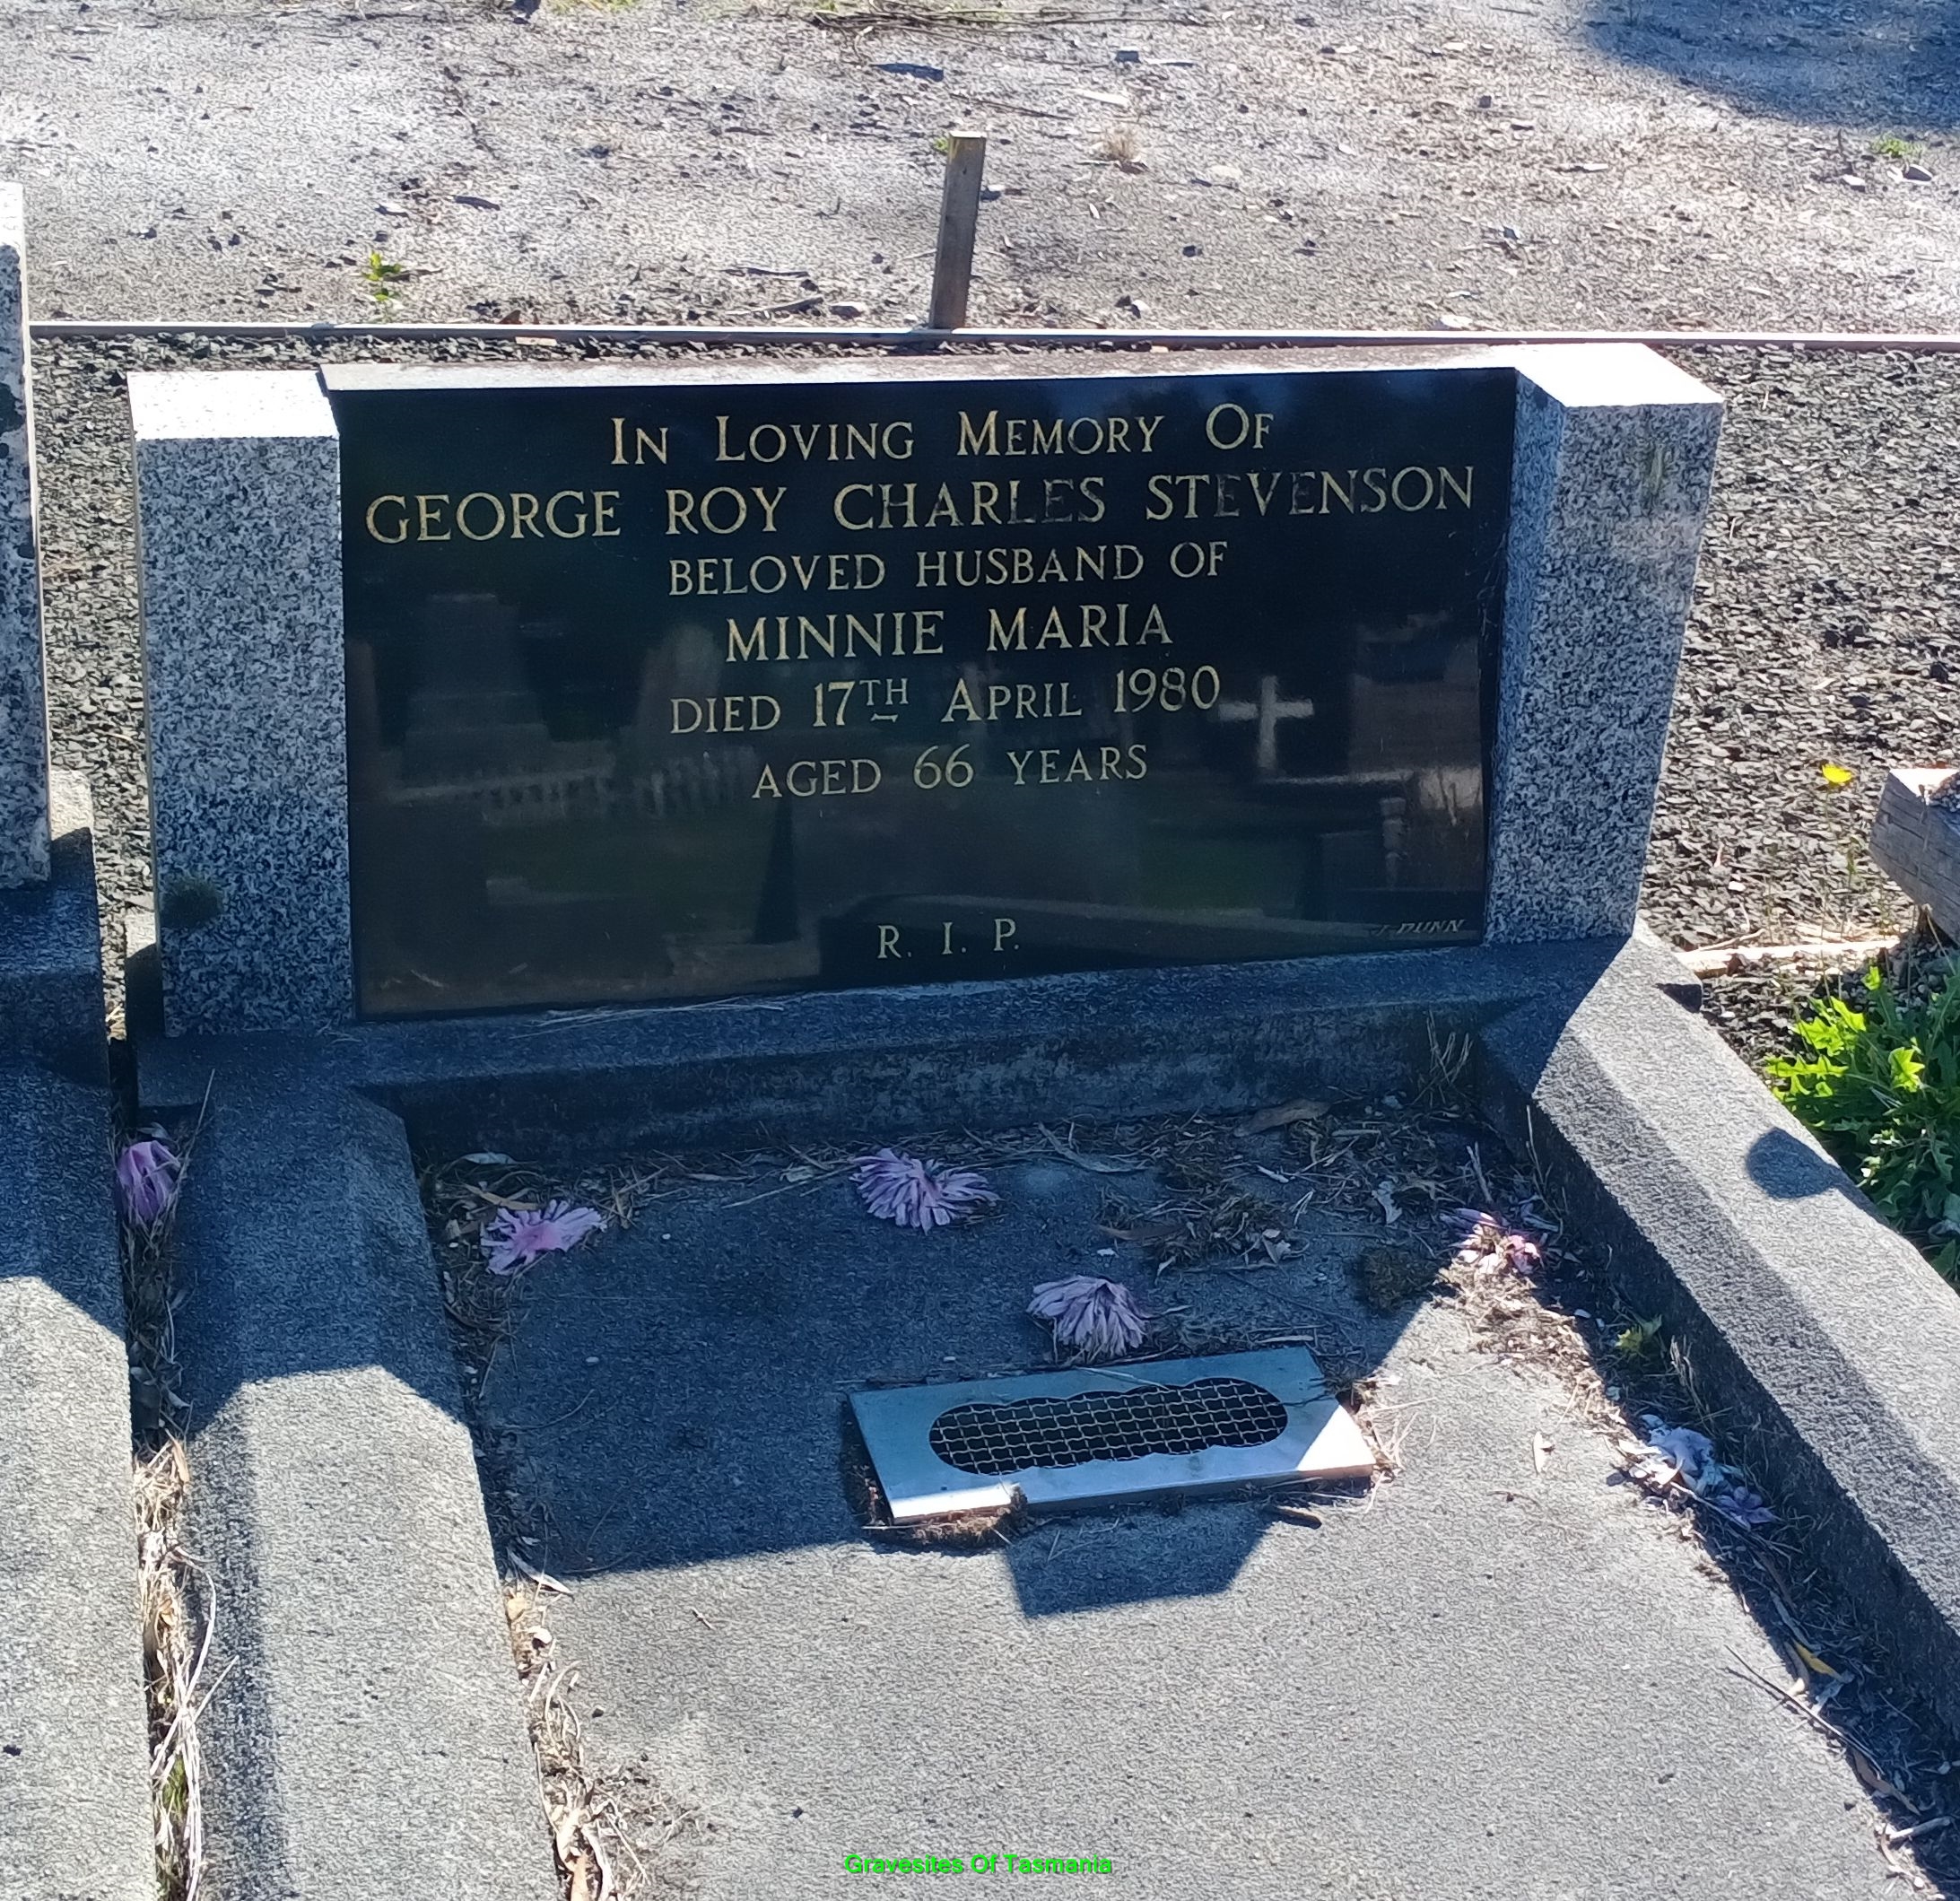 In Loving Memory Of
GEORGE ROY CHARLES STEVENSON
BELOVED HUSBAND OF
MINNIE MARIA
DIED 17TH APRIL 1980
AGED 66 YEARS
R. I. P.
J. DUNN
Gravesites Of Tasmania